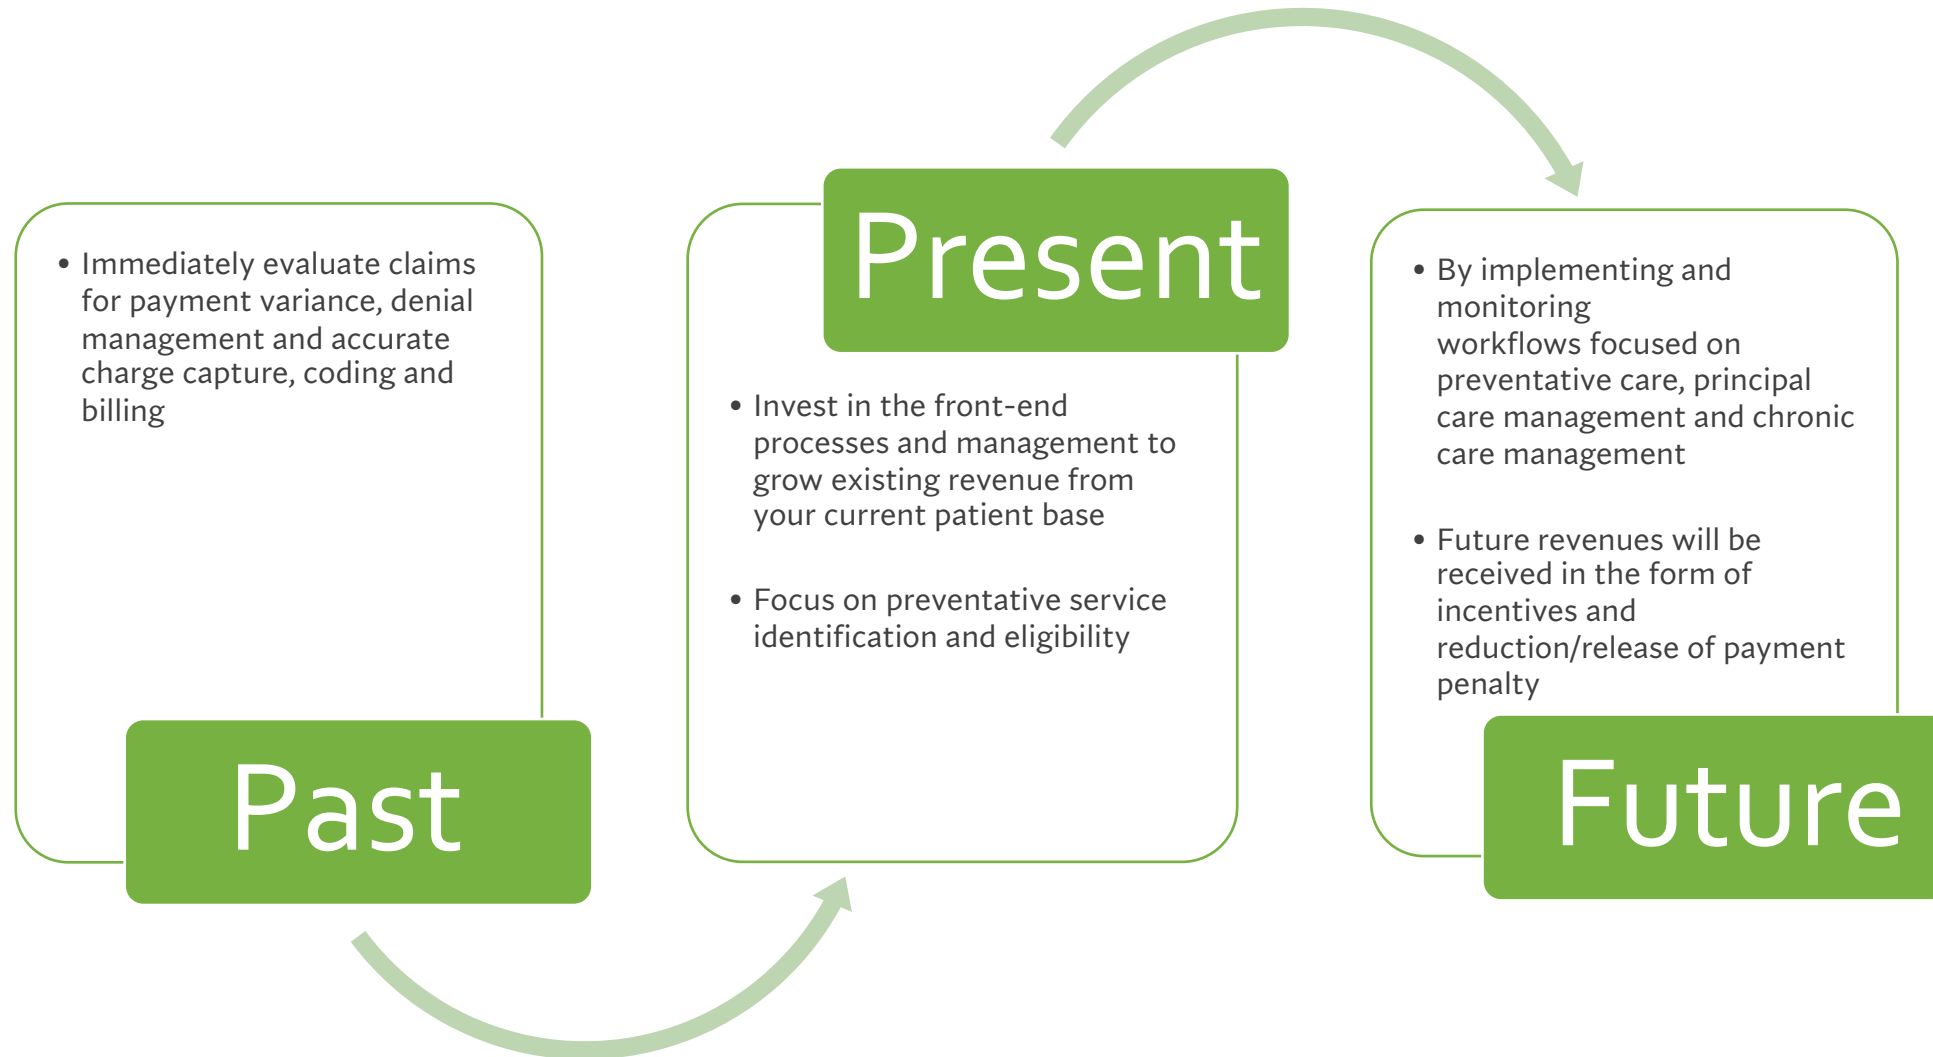 • Immediately evaluate claims
for payment variance, denial
management and accurate
charge capture, coding and
billing
Past
Present
• Invest in the front-end
processes and management to
grow existing revenue from
your current patient base
• Focus on preventative service
identification and eligibility
• By implementing and
monitoring
workflows focused on
preventative care, principal
care management and chronic
care management
• Future revenues will be
received in the form of
incentives and
reduction/release of payment
penalty
Future